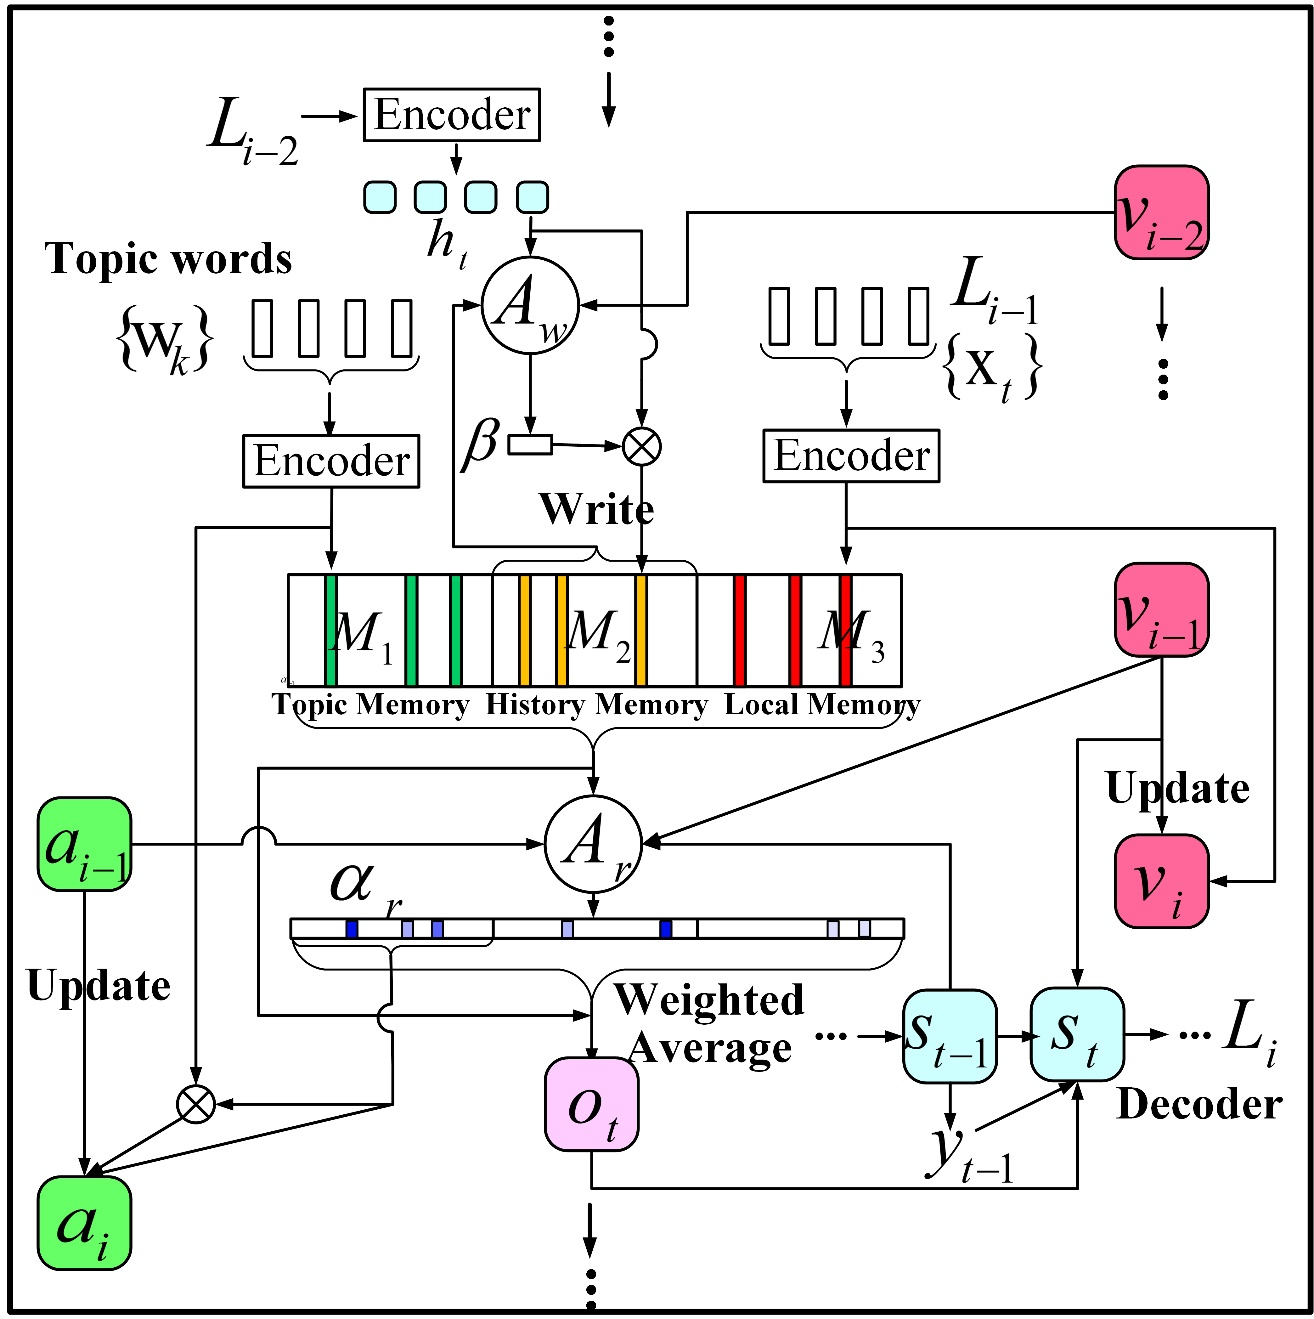 L_{i-2}
Encoder
h_t
v_{i-2}
Topic words
{w_k}
A_w
L_{i-1}
{x_t}
β
Encoder
Encoder
Write
M_1
M_2
M_3
v_{i-1}
Topic Memory
History Memory
Local Memory
Update
a_{i-1}
A_r
α_r
v_i
Update
Weighted
Average
...
s_{t-1}
s_t
... L_i
Decoder
o_t
y_{t-1}
a_i